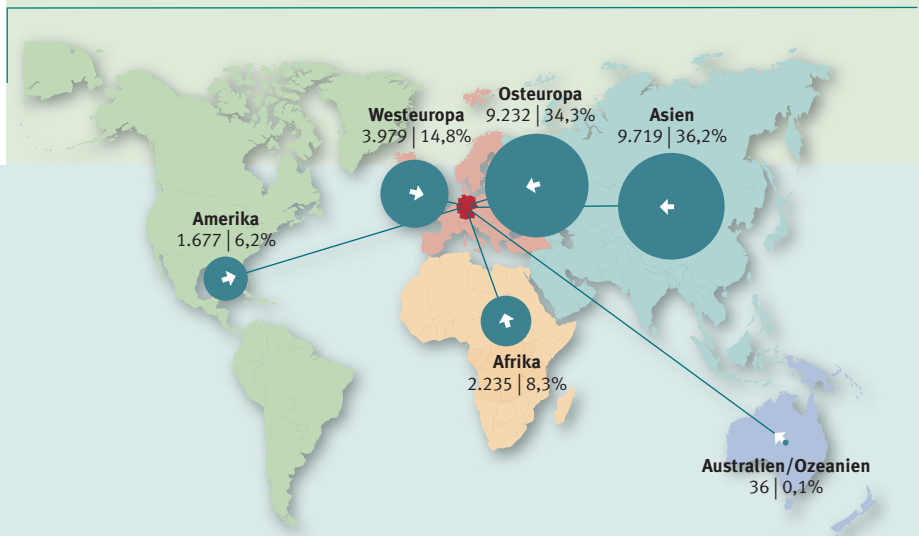 Osteuropa
9.232 | 34,3%
Westeuropa
3.979 | 14,8%
Asien
9.719 | 36,2%
Amerika
1.677 | 6,2%
Afrika
2.235 | 8,3%
Australien/Ozeanien
36 | 0,1%